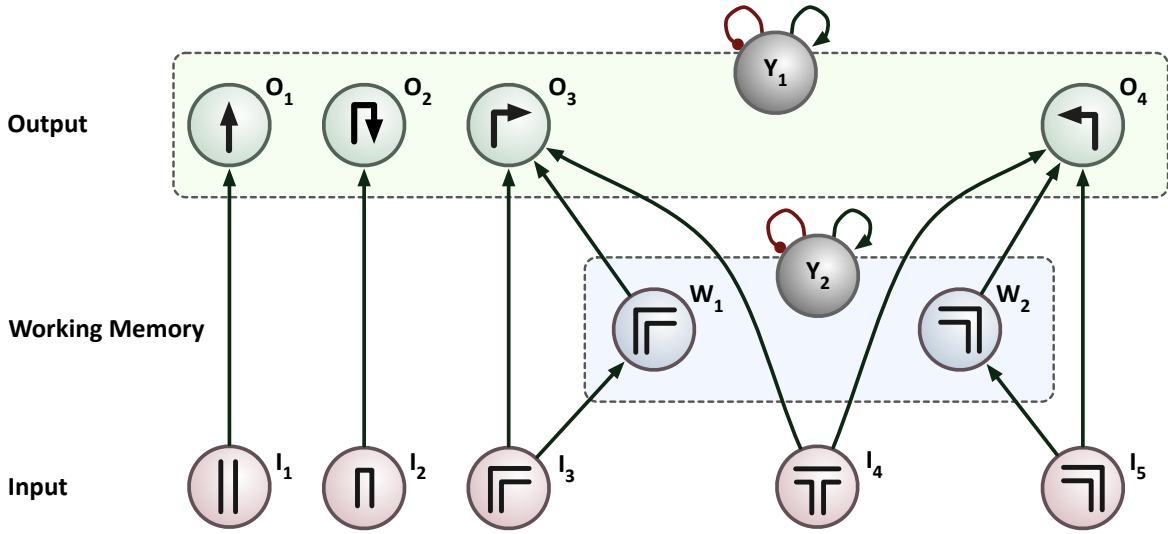 Y₁
O₁ O₂ O₃ O₄
Output
Y₂
W₁ W₂
Working Memory
I₁ I₂ I₃ I₄ I₅
Input